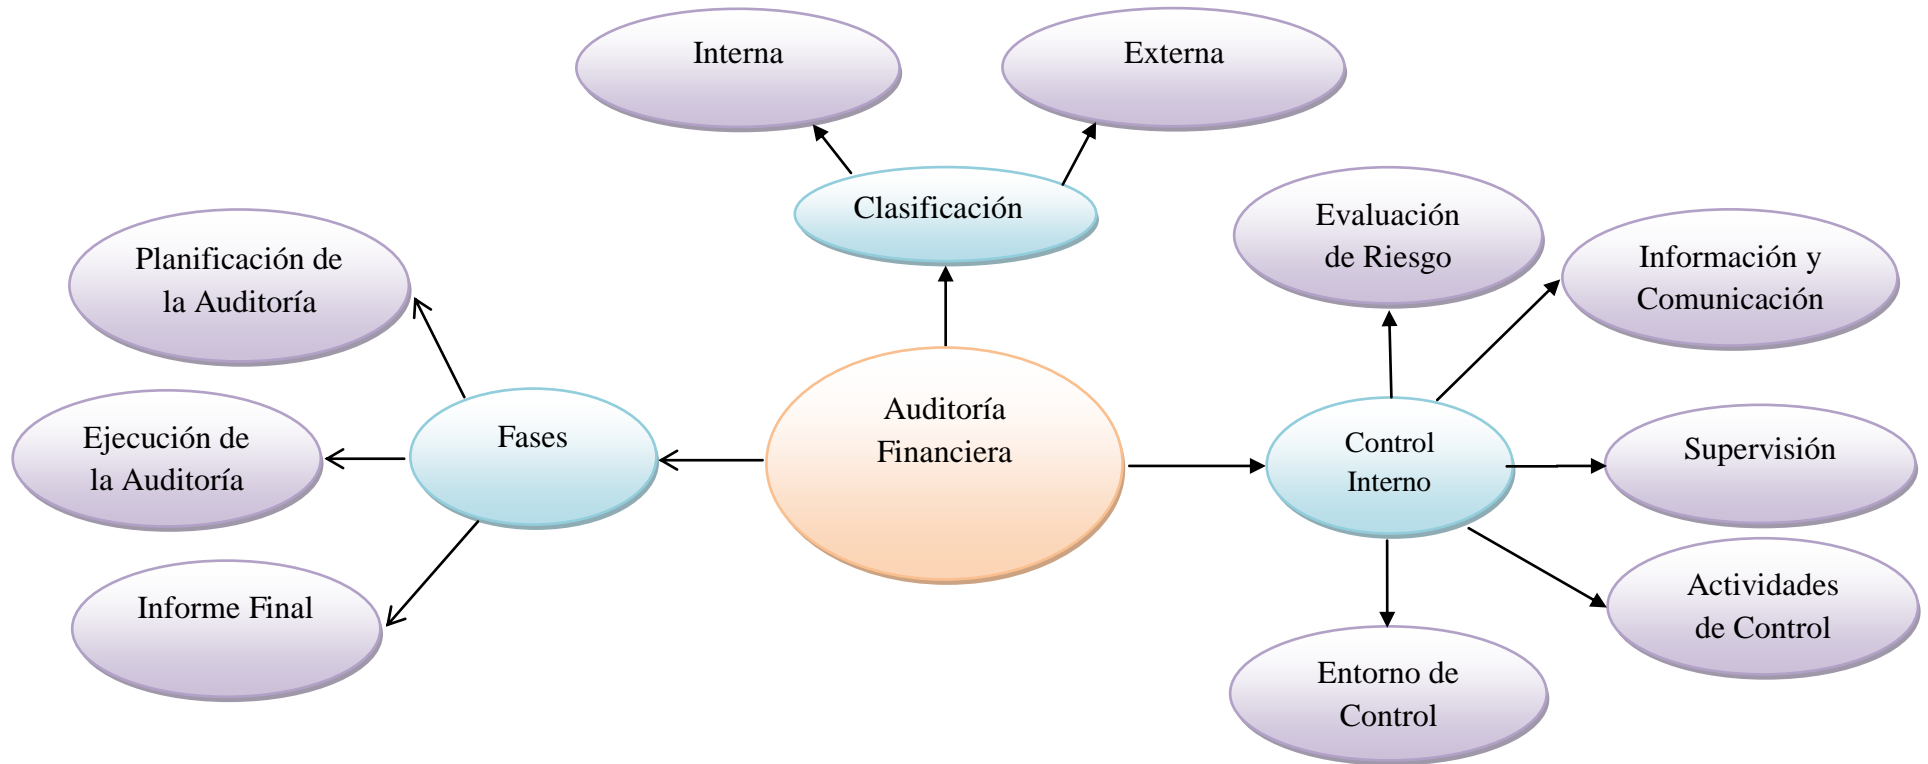 Interna
Externa
Clasificación
Evaluación
de Riesgo
Información y
Comunicación
Planificación de
la Auditoría
Auditoría
Financiera
Fases
Ejecución de
la Auditoría
Control
Interno
Supervisión
Informe Final
Actividades
de Control
Entorno de
Control